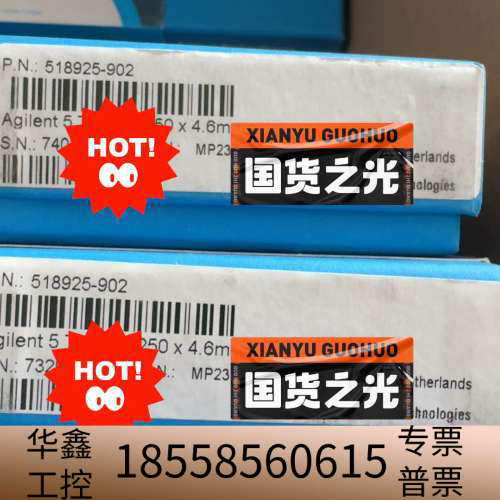 P.N.: 518925-902
Agilent 5 250 x 4.6m
S.N.: 740 MP23
HOT!
XIANYU GUOHUO
国货之光
therlands
hnologies
N.: 518925-902
gilent 5 250 x 4.6m
N.: 732 N: MP23
HOT!
XIANYU GUOHUO
国货之光
therlands
chnologies
华鑫工控
18558560615
专票
普票